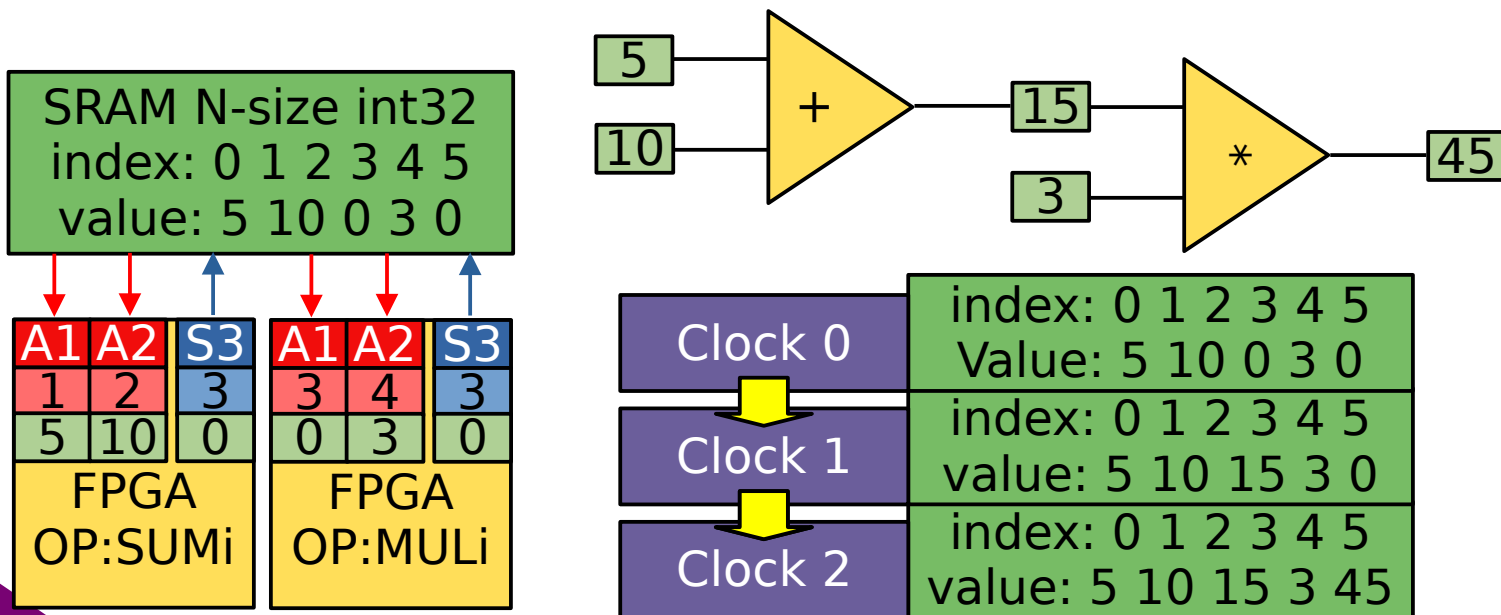 SRAM N-size int32
index: 0 1 2 3 4 5
value: 5 10 0 3 0
A1 A2 S3
1 2 3
5 10 0
FPGA
OP:SUMi
A1 A2 S3
3 4 3
0 3 0
FPGA
OP:MULi
5
10
+
15
3
*
45
Clock 0
index: 0 1 2 3 4 5
Value: 5 10 0 3 0
Clock 1
index: 0 1 2 3 4 5
value: 5 10 15 3 0
Clock 2
index: 0 1 2 3 4 5
value: 5 10 15 3 45